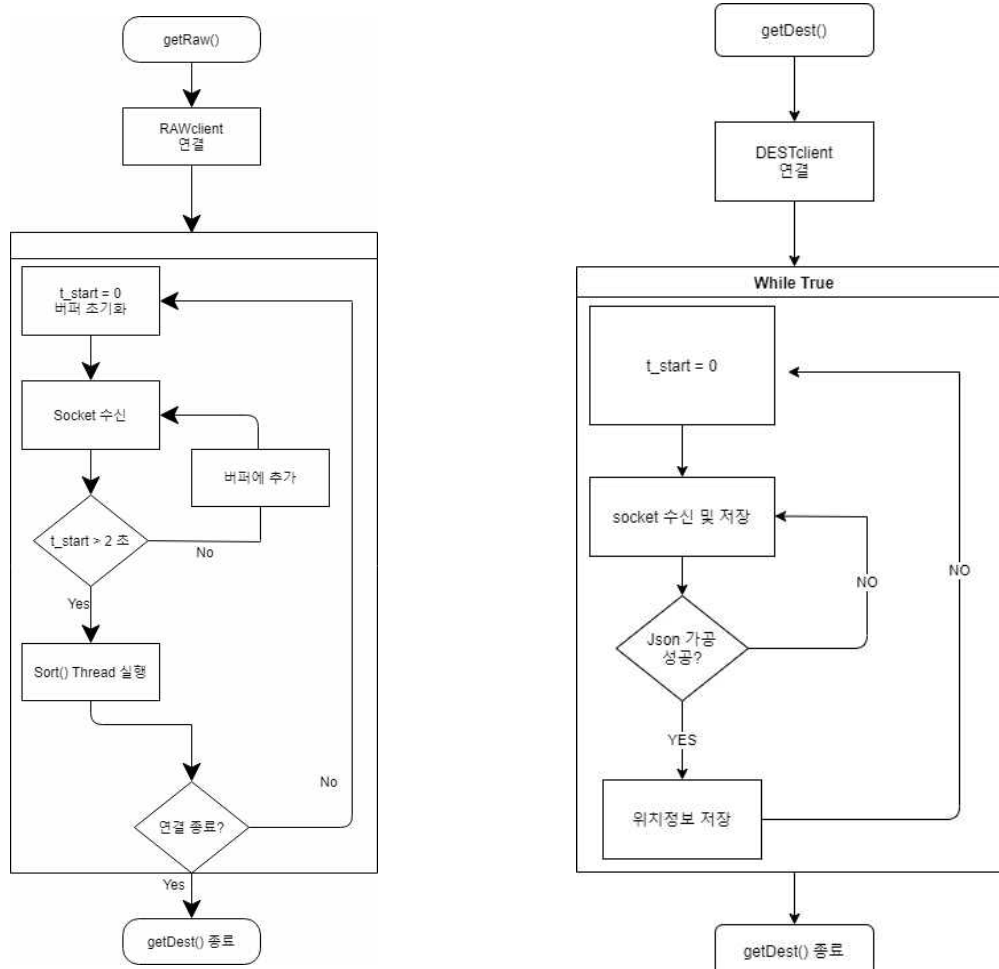 getRaw()
RAWclient
연결
t_start = 0
버퍼 초기화
Socket 수신
버퍼에 추가
t_start > 2 초
No
Yes
Sort() Thread 실행
No
연결 종료?
Yes
getDest() 종료
getDest()
DESTclient
연결
While True
t_start = 0
socket 수신 및 저장
NO
NO
Json 가공
성공?
YES
위치정보 저장
getDest() 종료